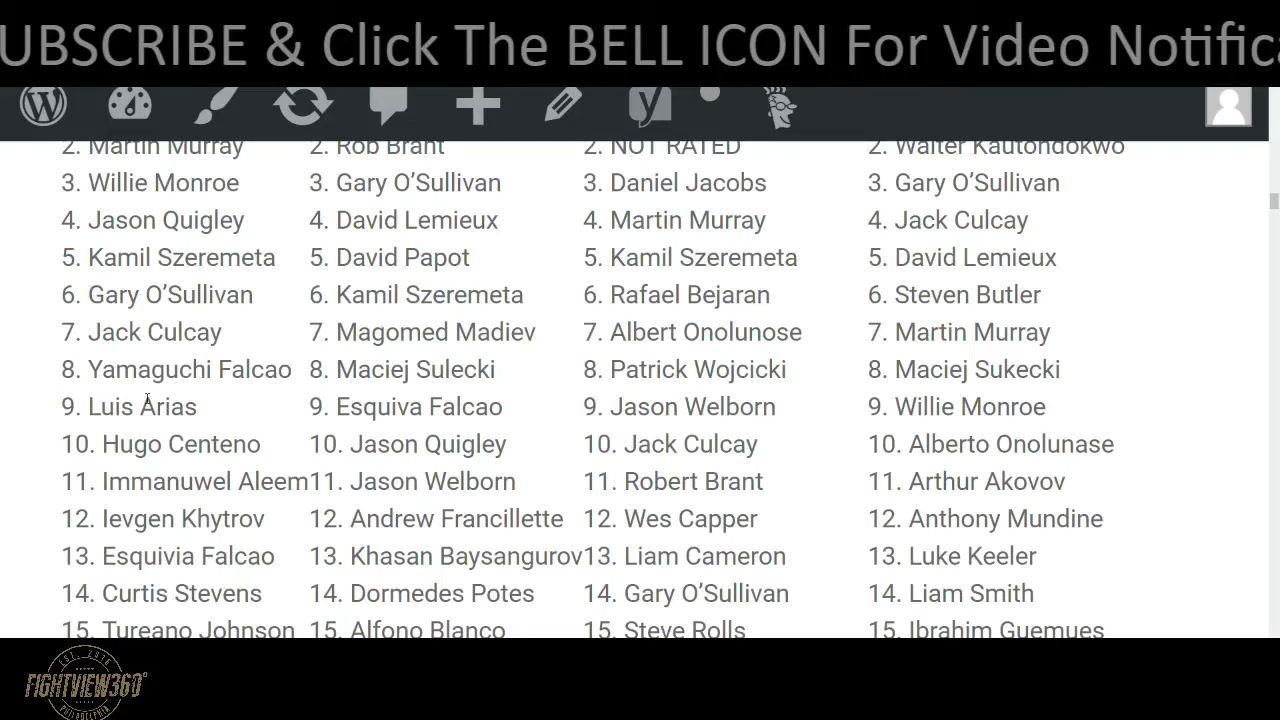 UBSCRIBE & Click The BELL ICON For Video Notific
2. Martin Murray 2. Rob Brant 2. NOT RATED 2. Walter Kautondokwo
3. Willie Monroe 3. Gary O’Sullivan 3. Daniel Jacobs 3. Gary O’Sullivan
4. Jason Quigley 4. David Lemieux 4. Martin Murray 4. Jack Culcay
5. Kamil Szeremeta 5. David Papot 5. Kamil Szeremeta 5. David Lemieux
6. Gary O’Sullivan 6. Kamil Szeremeta 6. Rafael Bejaran 6. Steven Butler
7. Jack Culcay 7. Magomed Madiev 7. Albert Onolunose 7. Martin Murray
8. Yamaguchi Falcao 8. Maciej Sulecki 8. Patrick Wojcicki 8. Maciej Sukecki
9. Luis Arias 9. Esquiva Falcao 9. Jason Welborn 9. Willie Monroe
10. Hugo Centeno 10. Jason Quigley 10. Jack Culcay 10. Alberto Onolunase
11. Immanuwel Aleem 11. Jason Welborn 11. Robert Brant 11. Arthur Akovov
12. Ievgen Khytrov 12. Andrew Francillette 12. Wes Capper 12. Anthony Mundine
13. Esquivia Falcao 13. Khasan Baysangurov 13. Liam Cameron 13. Luke Keeler
14. Curtis Stevens 14. Dormedes Potes 14. Gary O’Sullivan 14. Liam Smith
15. Tureano Johnson 15. Alfono Blanco 15. Steve Rolls 15. Ibrahim Guemues
EST. 2016
FIGHTVIEW360°
PHILADELPHIA